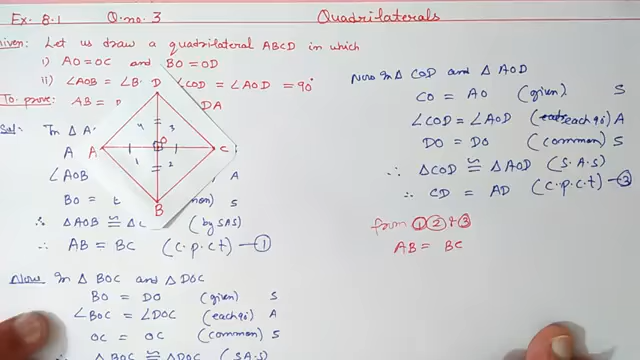 Ex. 8.1 Q. no. 3 Quadrilaterals
Given: Let us draw a quadrilateral ABCD in which
i) AO = OC and BO = OD
ii) ∠AOB = ∠B ∠COD = ∠AOD = 90°
To prove: AB = DA
Sol: In Δ A
A
∠AOB A
BO = S
∴ ΔAOB ≅ Δ (by SAS)
∴ AB = BC (C.p.c.t) — ①
Now In Δ BOC and Δ DOC
BO = DO (given) S
∠BOC = ∠DOC (each 90°) A
OC = OC (common) S
∴ Δ BOC ≅ Δ DOC (S.A.S)
D
4 3
A O C
1 2
B
Now In Δ COD and Δ AOD
CO = AO (given) S
∠COD = ∠AOD (each 90) A
DO = DO (common) S
∴ ΔCOD ≅ ΔAOD (S.A.S)
∴ CD = AD (C.p.c.t) — ③
from ① ② & ③
AB = BC